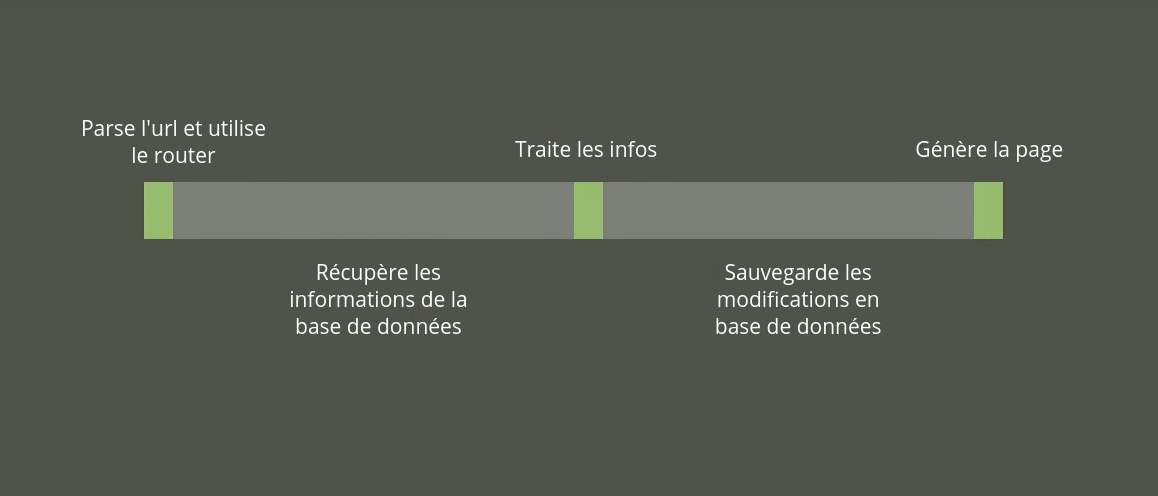 Parse l'url et utilise
le router
Traite les infos
Génère la page
Récupère les
informations de la
base de données
Sauvegarde les
modifications en
base de données